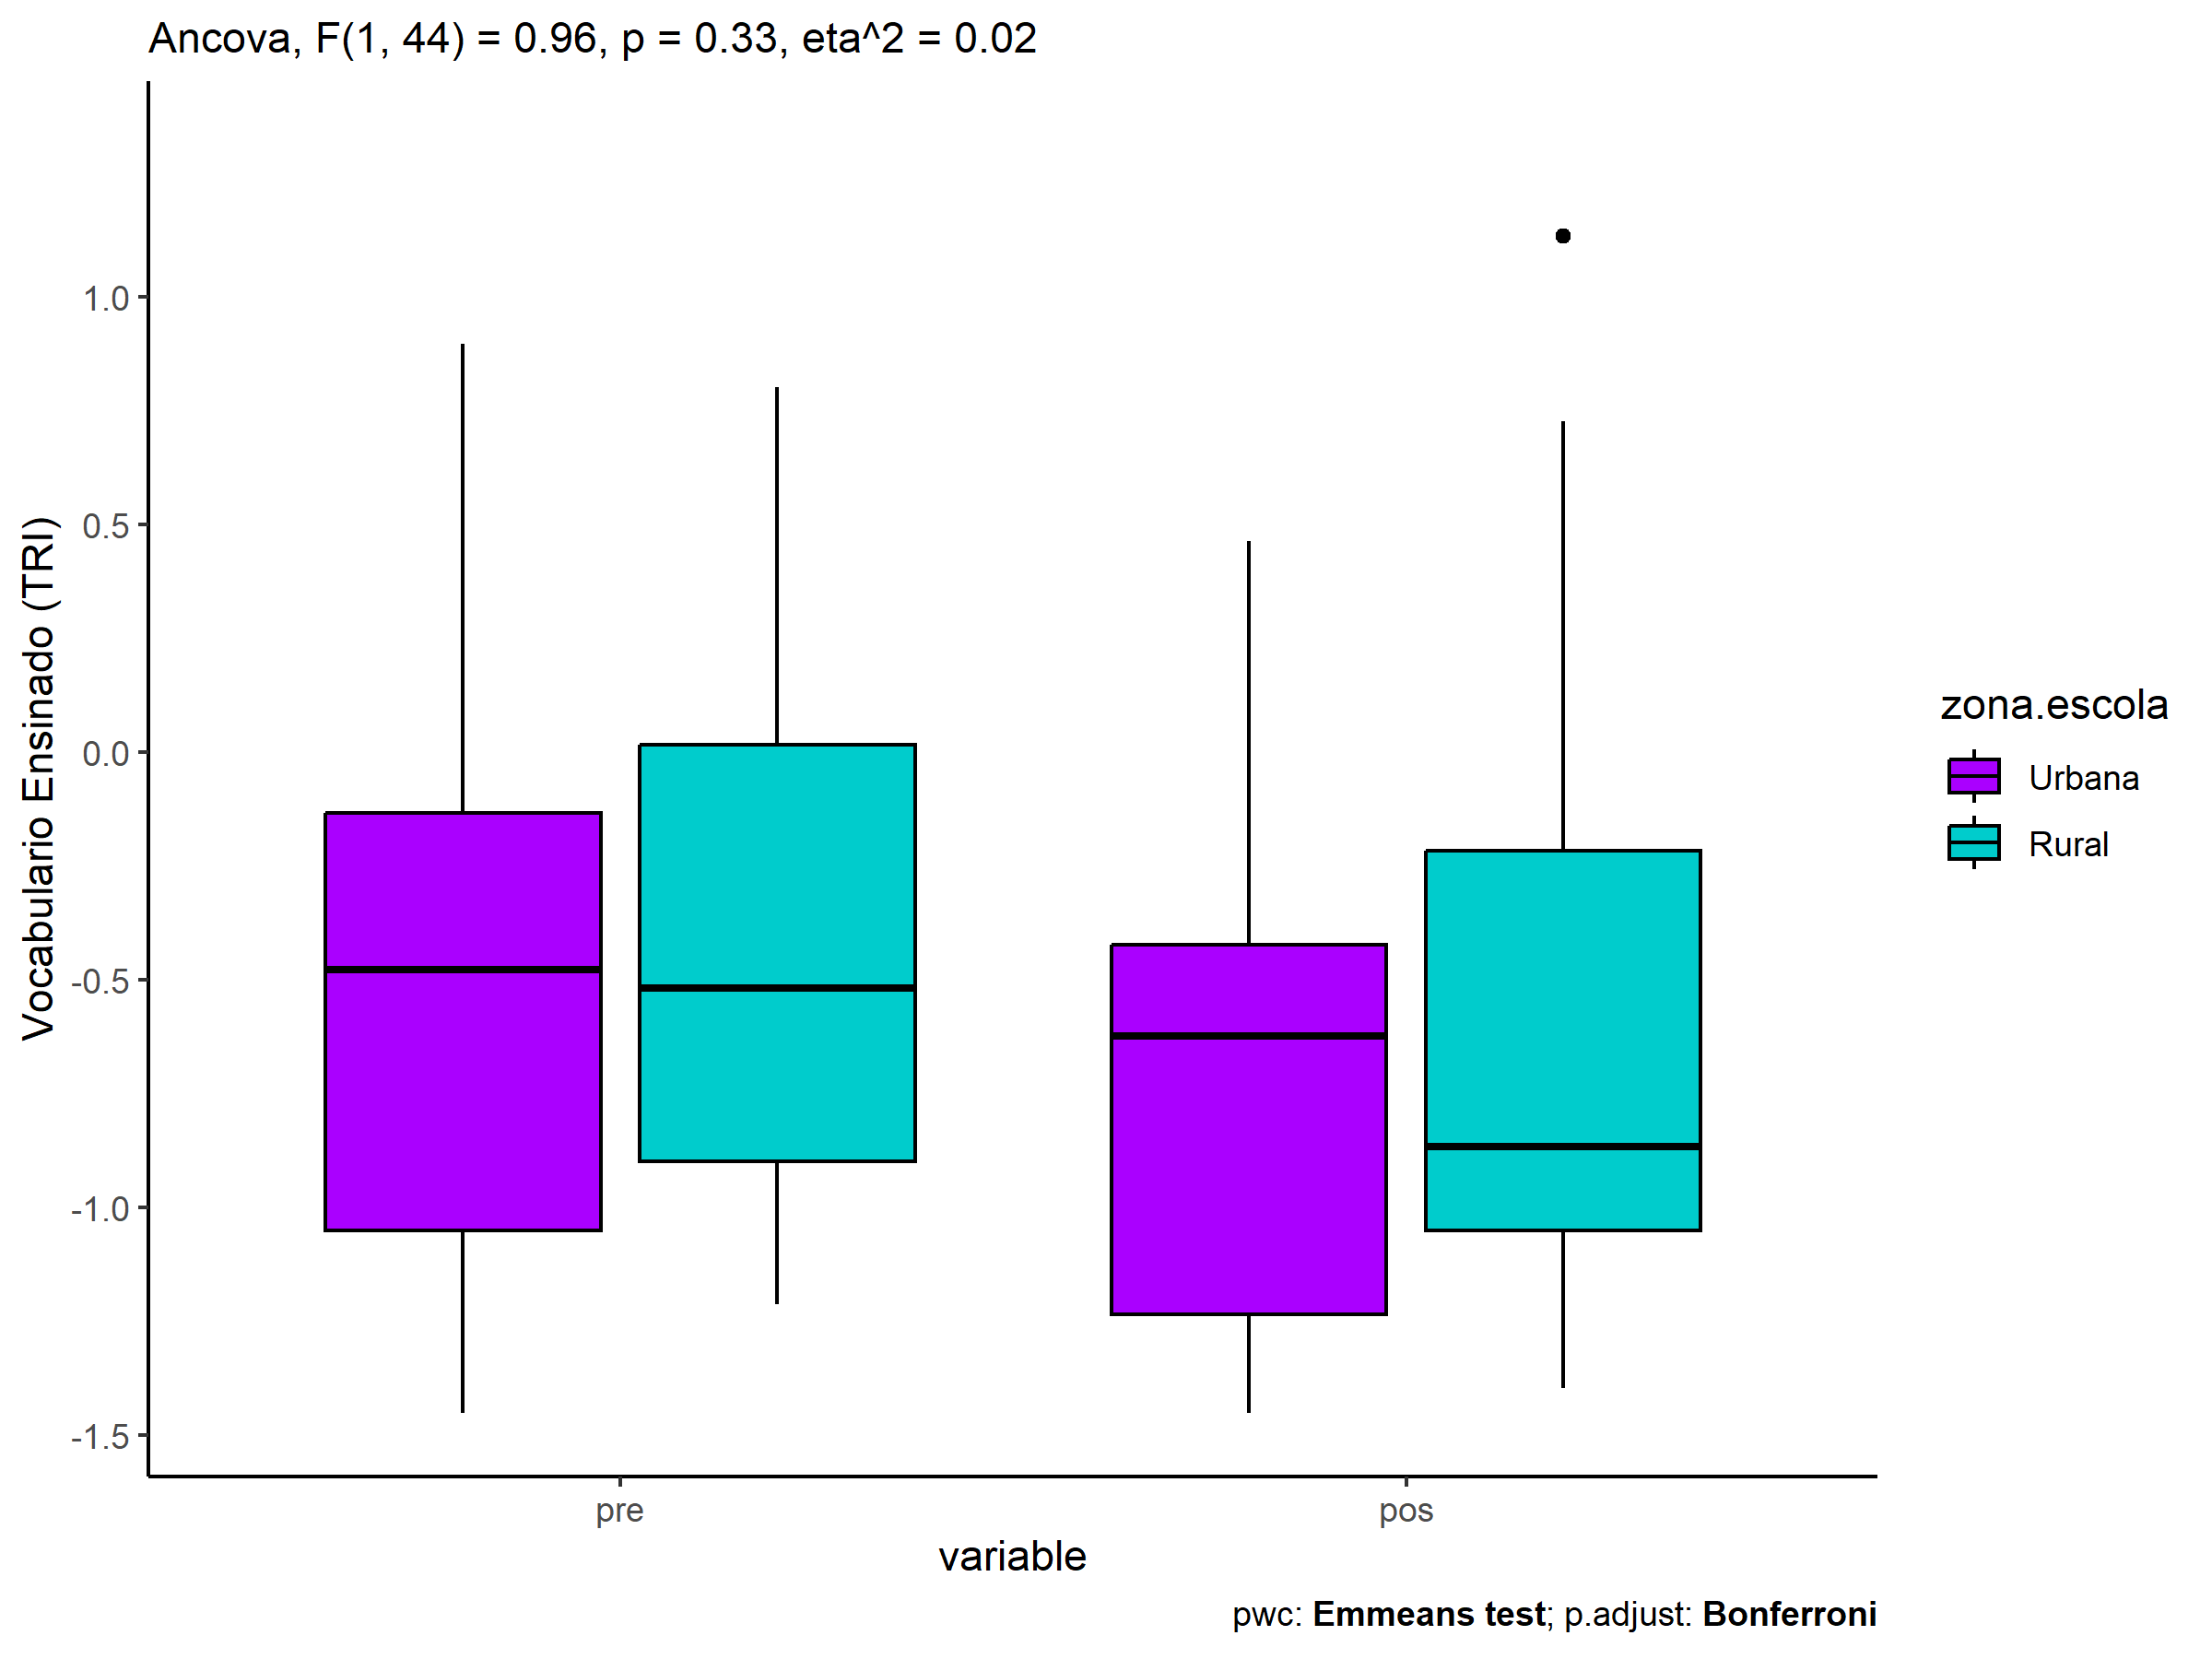 Ancova, F(1, 44) = 0.96, p = 0.33, eta^2 = 0.02
Vocabulario Ensinado (TRI)
1.0
0.5
0.0
-0.5
-1.0
-1.5
pre
pos
variable
zona.escola
Urbana
Rural
pwc: Emmeans test; p.adjust: Bonferroni